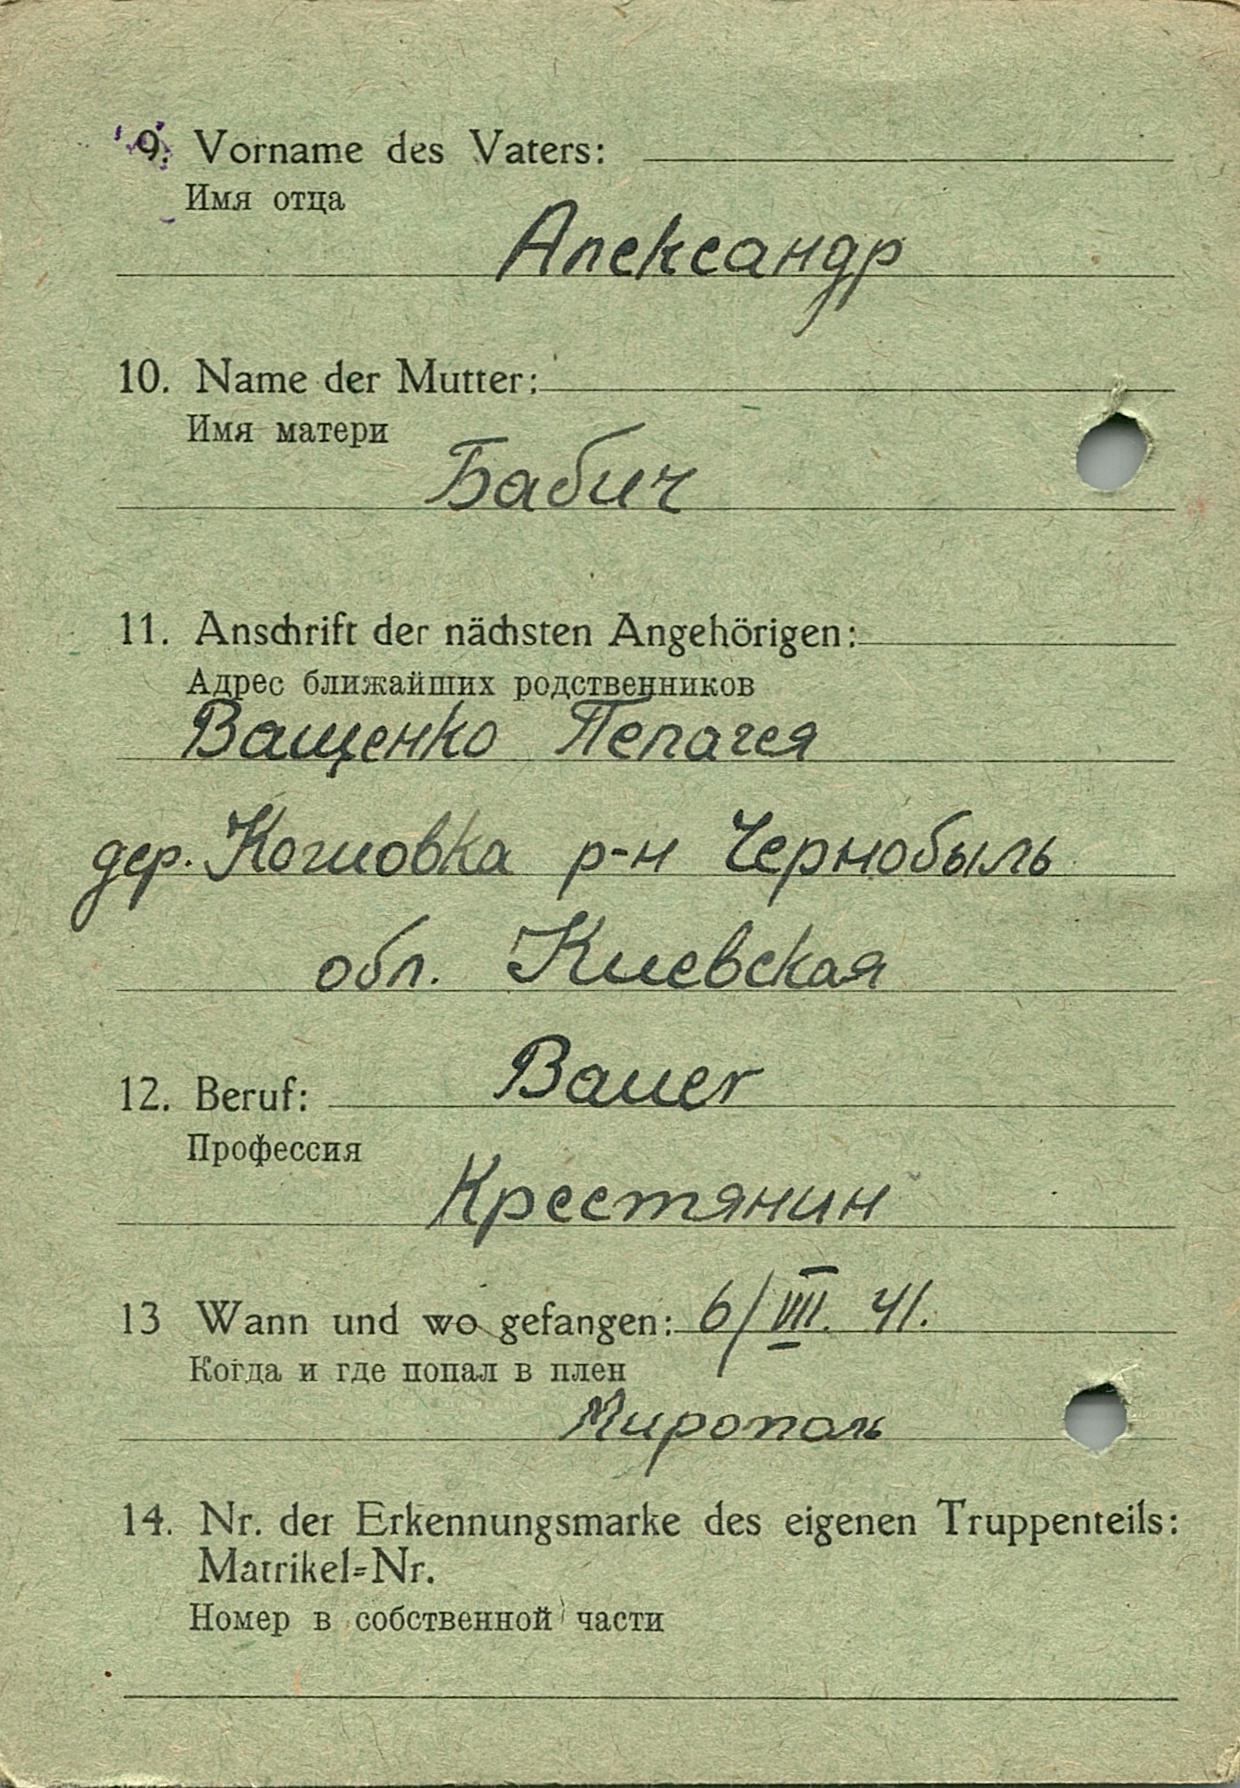 9. Vorname des Vaters:
Имя отца
Александр
10. Name der Mutter:
Имя матери
Бабич
11. Anschrift der nächsten Angehörigen:
Адрес ближайших родственников
Ващенко Пелагея
дер. Когиовка р-н Чернобыль
обл. Киевская
12. Beruf: Bauer
Профессия
Крестянин
13 Wann und wo gefangen: 6/VIII. 41.
Когда и где попал в плен
Мирополь
14. Nr. der Erkennungsmarke des eigenen Truppenteils:
Matrikel=Nr.
Номер в собственной части